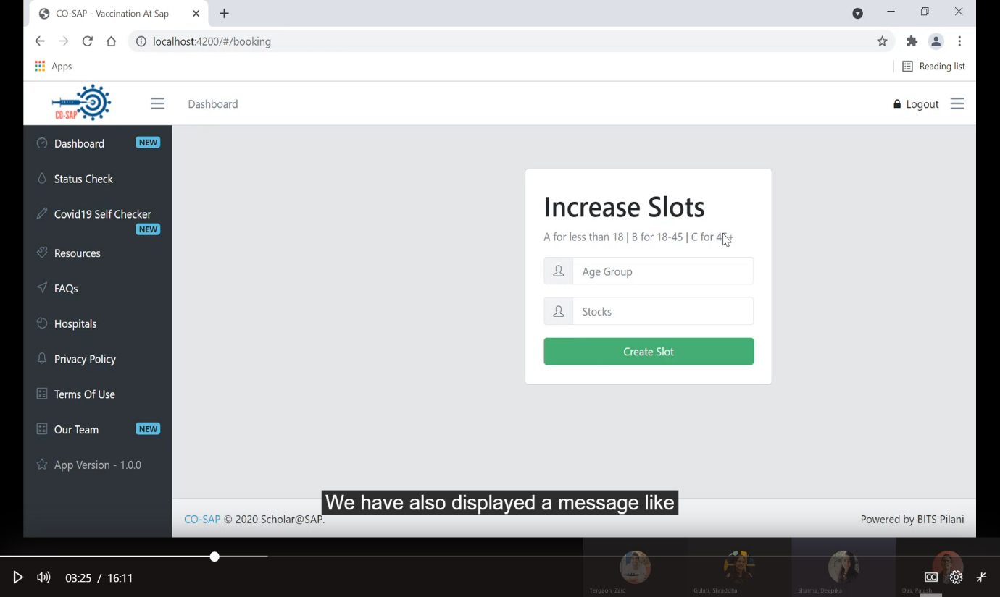 CO-SAP - Vaccination At Sap
localhost:4200/#/booking
Apps
Reading list
CO-SAP
Dashboard
Logout
Dashboard NEW
Status Check
Covid19 Self Checker
NEW
Resources
FAQs
Hospitals
Privacy Policy
Terms Of Use
Our Team NEW
App Version - 1.0.0
Increase Slots
A for less than 18 | B for 18-45 | C for 45+
Age Group
Stocks
Create Slot
We have also displayed a message like
CO-SAP © 2020 Scholar@SAP.
Powered by BITS Pilani
03:25 / 16:11
Tergaon, Zaid
Gulati, Shraddha
Sharma, Deepika
Das, Palash
CC